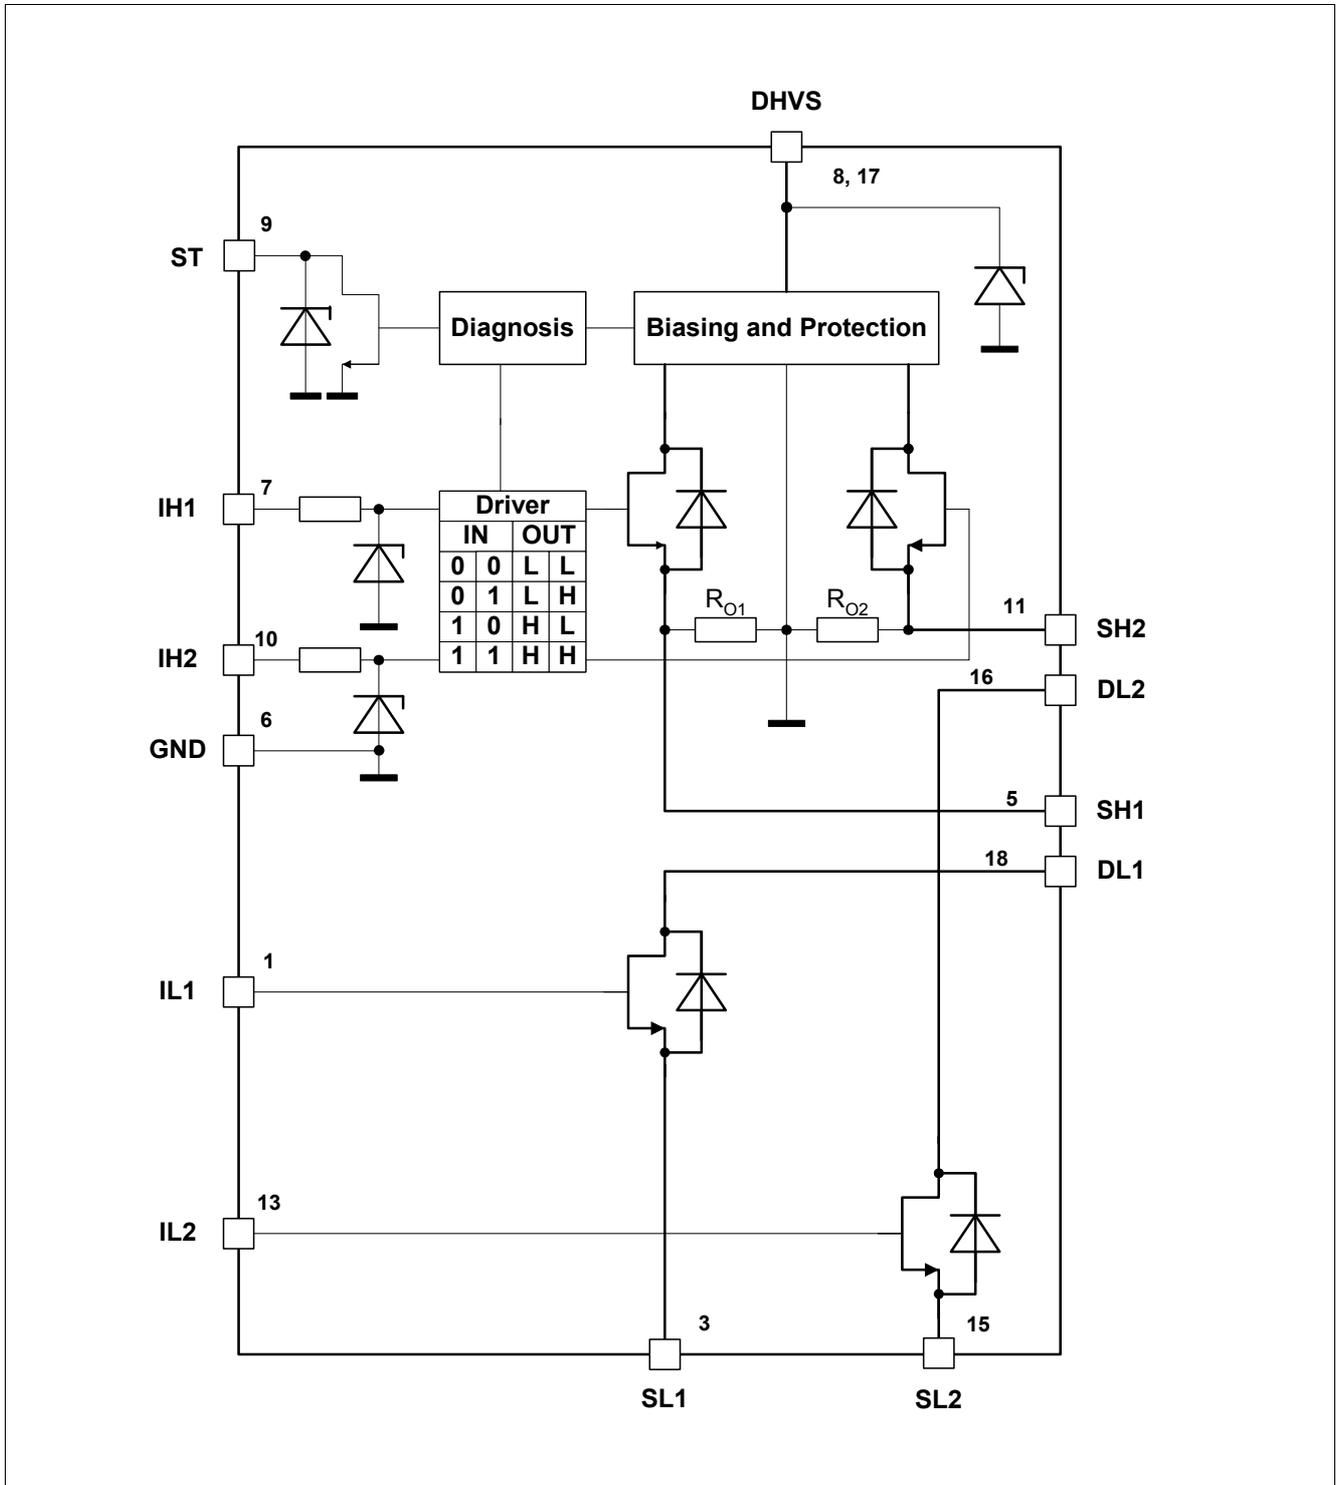 DHVS
8, 17
9
ST
Diagnosis
Biasing and Protection
7
IH1
Driver
IN OUT
0 0 L L
0 1 L H
1 0 H L
1 1 H H
RO1
RO2
11
SH2
10
IH2
16
DL2
6
GND
5
SH1
18
DL1
1
IL1
13
IL2
3
15
SL1
SL2